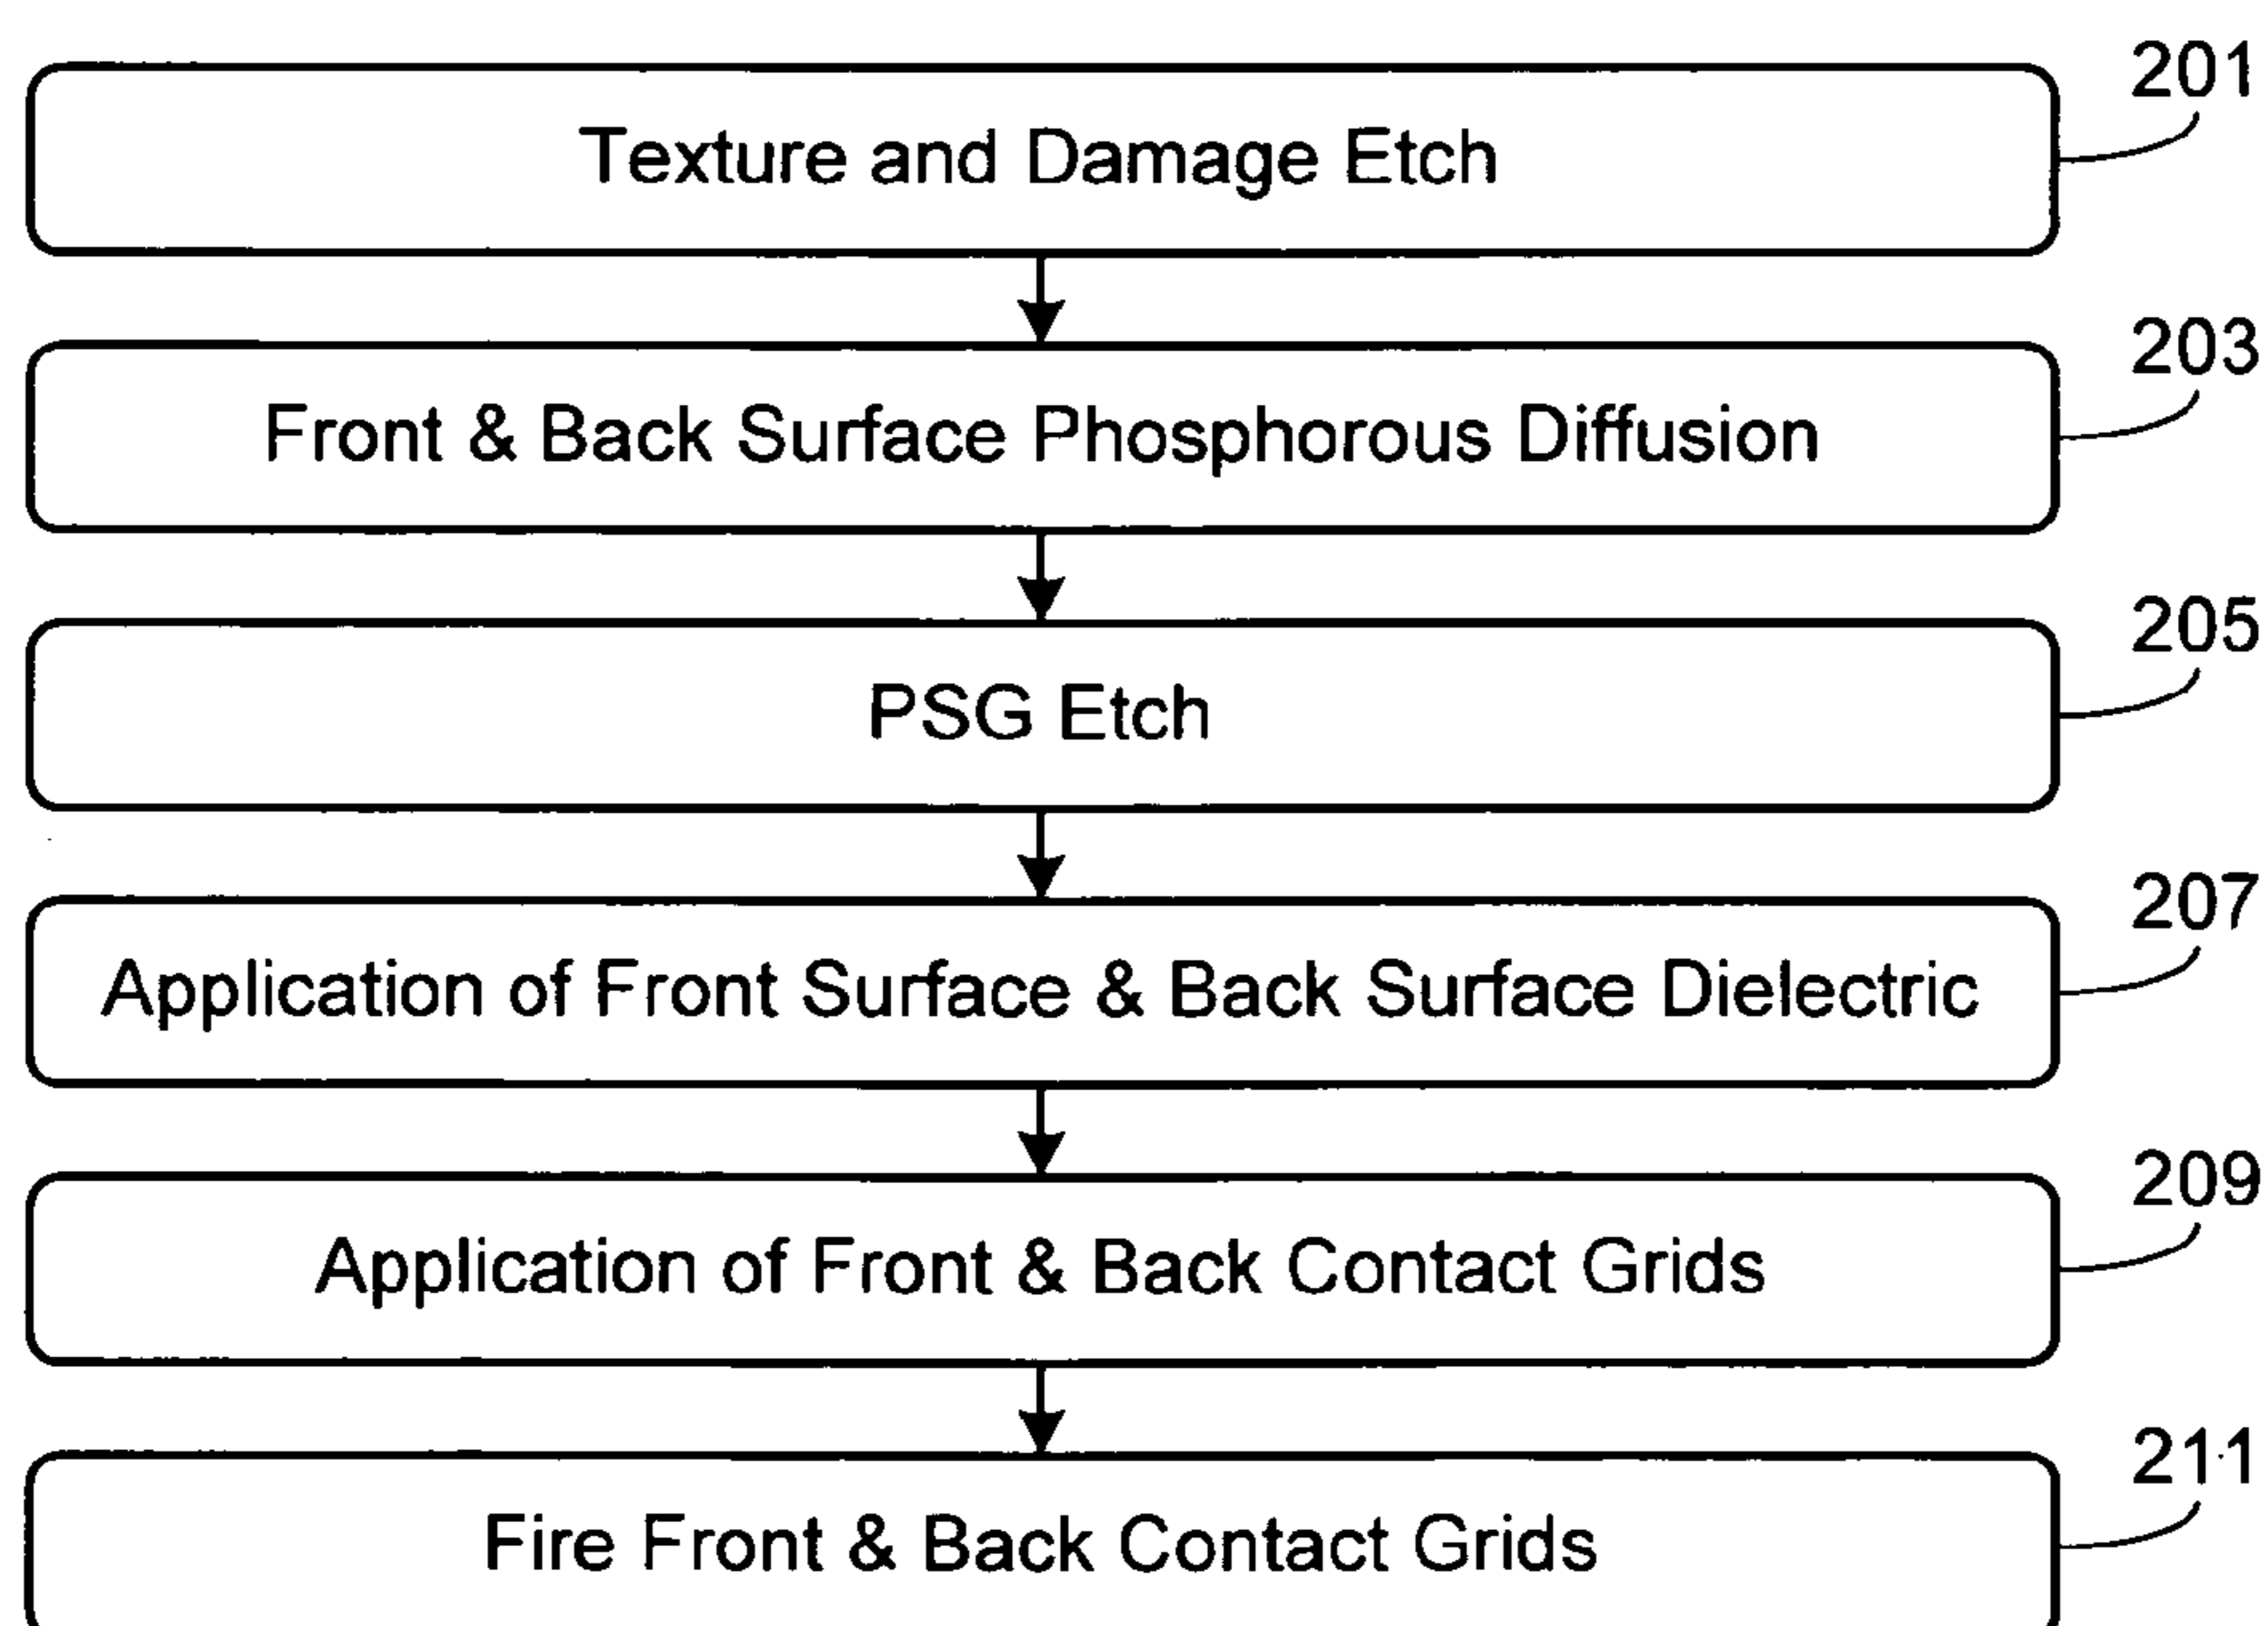 201
Texture and Damage Etch
203
Front & Back Surface Phosphorous Diffusion
205
PSG Etch
207
Application of Front Surface & Back Surface Dielectric
209
Application of Front & Back Contact Grids
211
Fire Front & Back Contact Grids